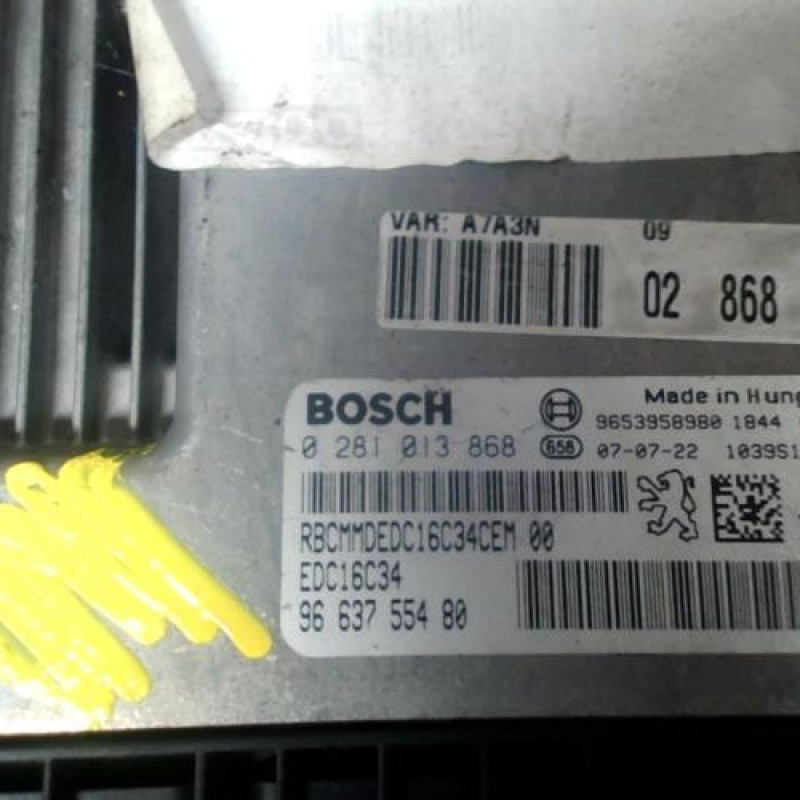 VAR: A7A3N 09
02 868
BOSCH
Made in Hung
9653958980 1844
0 281 013 868 658 07-07-22 1039S1
RBCMMDEDC16C34CEM 00
EDC16C34
96 637 554 80